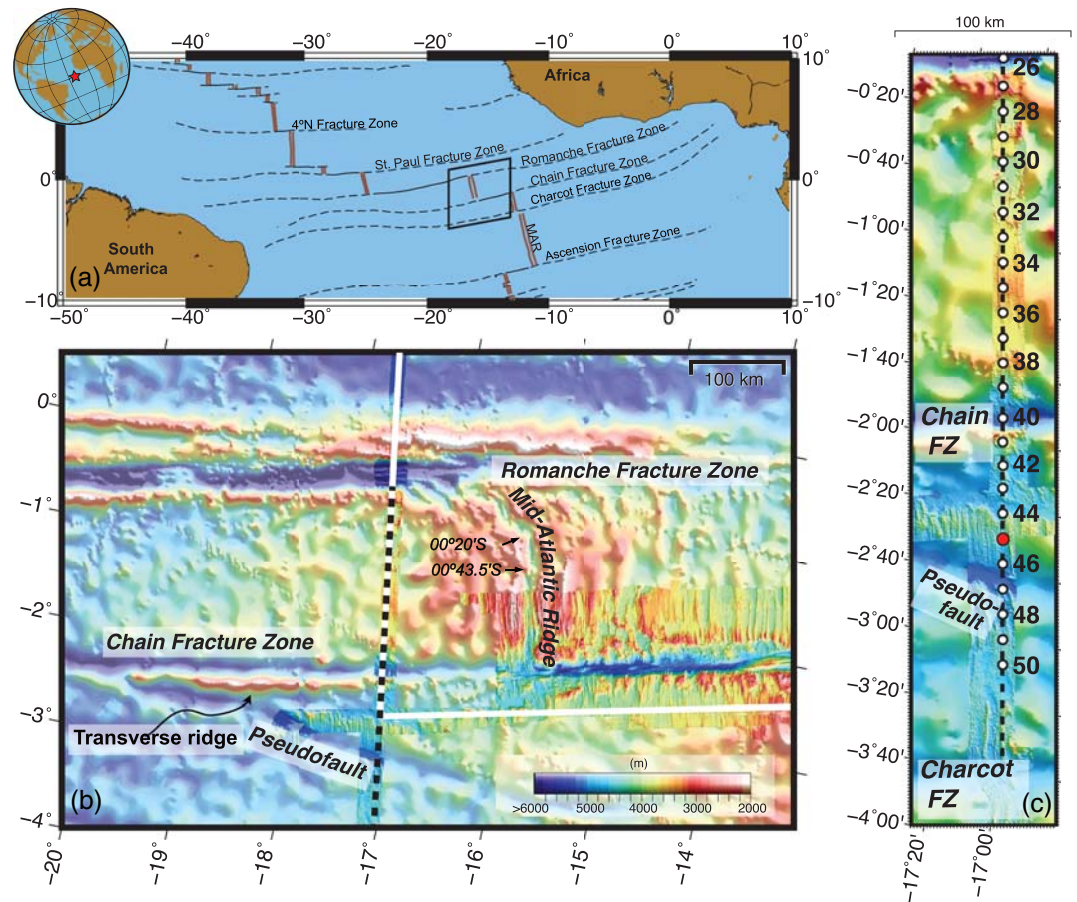 −40°
−30°
−20°
−10°
0°
10°
10°
Africa
4ºN Fracture Zone
St. Paul Fracture Zone
Romanche Fracture Zone
Chain Fracture Zone
Charcot Fracture Zone
0°
0°
MAR
Ascension Fracture Zone
South
America
(a)
−10°
−10°
−50°
−40°
−30°
−20°
−10°
0°
10°
100 km
0°
−1°
−2°
−3°
−4°
Romanche Fracture Zone
Mid-Atlantic Ridge
00º20'S
00º43.5'S
Chain Fracture Zone
Transverse ridge
Pseudofault
(m)
>6000
5000
4000
3000
2000
(b)
−20°
−19°
−18°
−17°
−16°
−15°
−14°
100 km
26
−0°20'
28
−0°40'
30
−1°00'
32
34
−1°20'
36
−1°40'
38
−2°00'
Chain
FZ
40
42
−2°20'
44
−2°40'
46
Pseudo-
fault
−3°00'
48
50
−3°20'
−3°40'
Charcot
FZ
(c)
−4°00'
−17°20'
−17°00'